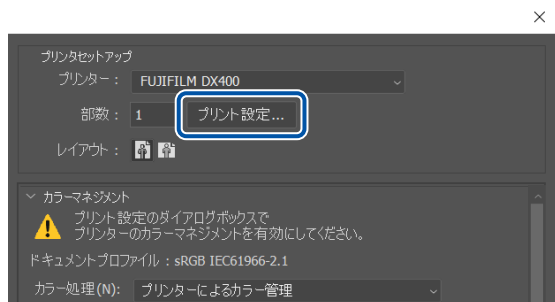 プリンタセットアップ
プリンター： FUJIFILM DX400
部数： 1 プリント設定...
レイアウト：
カラーマネジメント
プリント設定のダイアログボックスで
プリンターのカラーマネジメントを有効にしてください。
ドキュメントプロファイル：sRGB IEC61966-2.1
カラー処理(N): プリンターによるカラー管理